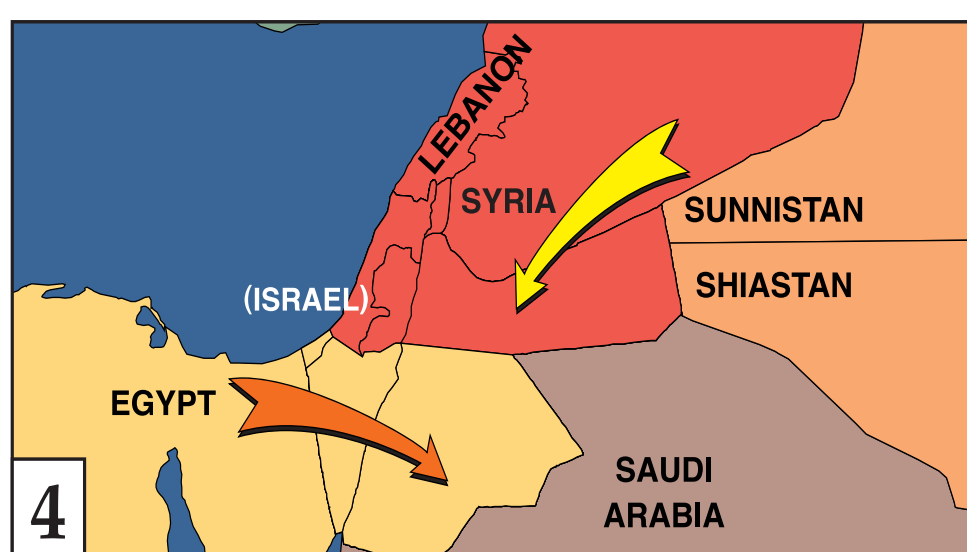 LEBANON
SYRIA
SUNNISTAN
SHIASTAN
(ISRAEL)
EGYPT
SAUDI
ARABIA
4